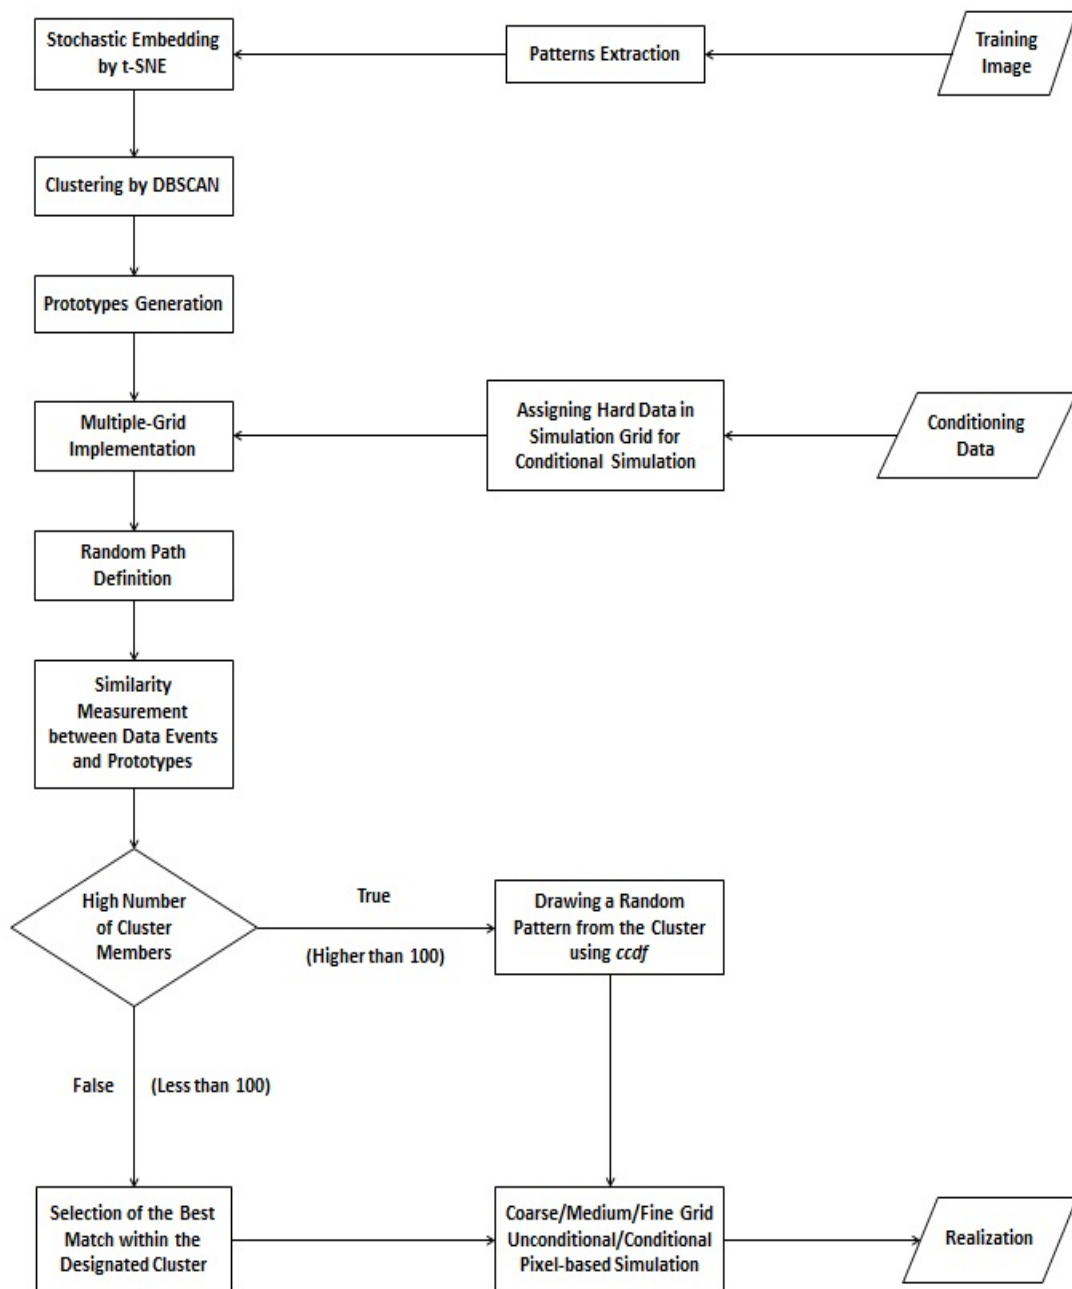 Stochastic Embedding
by t-SNE
Patterns Extraction
Training
Image
Clustering by DBSCAN
Prototypes Generation
Multiple-Grid
Implementation
Assigning Hard Data in
Simulation Grid for
Conditional Simulation
Conditioning
Data
Random Path
Definition
Similarity
Measurement
between Data Events
and Prototypes
High Number
of Cluster
Members
True
(Higher than 100)
Drawing a Random
Pattern from the Cluster
using ccdf
False
(Less than 100)
Selection of the Best
Match within the
Designated Cluster
Coarse/Medium/Fine Grid
Unconditional/Conditional
Pixel-based Simulation
Realization